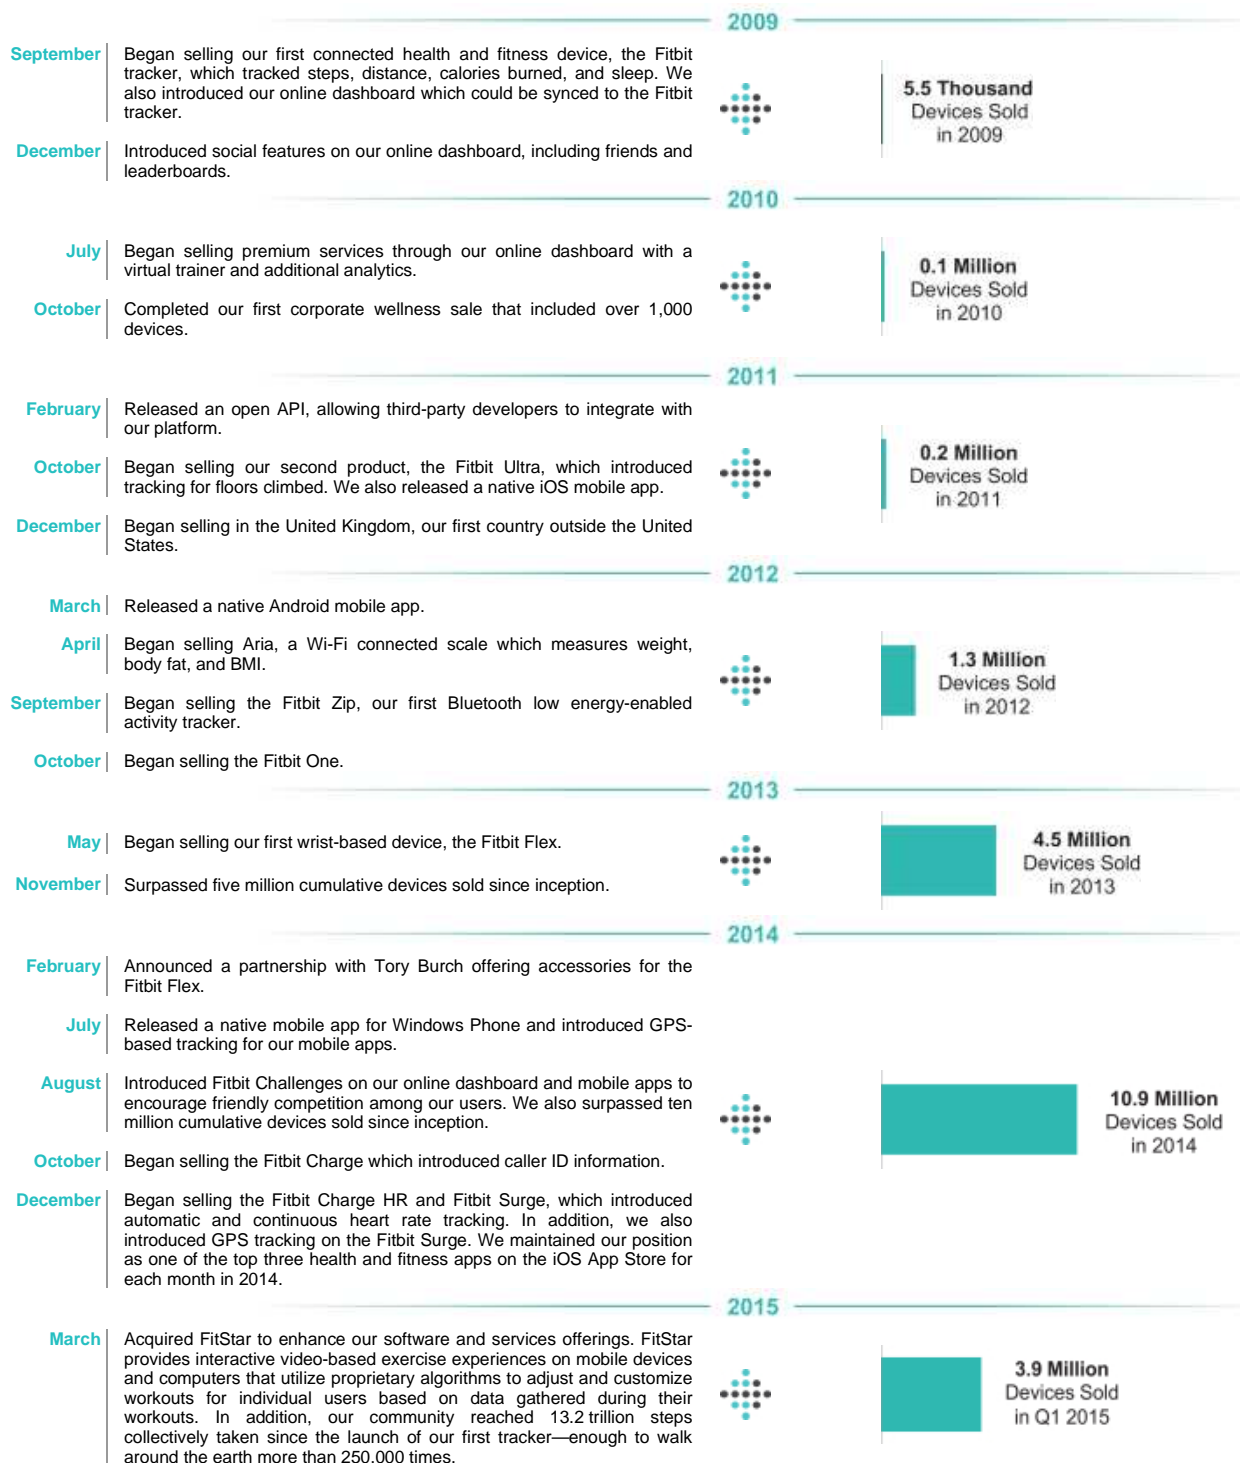 2009
September
Began selling our first connected health and fitness device, the Fitbit
tracker, which tracked steps, distance, calories burned, and sleep. We
also introduced our online dashboard which could be synced to the Fitbit
tracker.
5.5 Thousand
Devices Sold
in 2009
December
Introduced social features on our online dashboard, including friends and
leaderboards.
2010
July
Began selling premium services through our online dashboard with a
virtual trainer and additional analytics.
0.1 Million
Devices Sold
in 2010
October
Completed our first corporate wellness sale that included over 1,000
devices.
2011
February
Released an open API, allowing third-party developers to integrate with
our platform.
October
Began selling our second product, the Fitbit Ultra, which introduced
tracking for floors climbed. We also released a native iOS mobile app.
0.2 Million
Devices Sold
in 2011
December
Began selling in the United Kingdom, our first country outside the United
States.
2012
March
Released a native Android mobile app.
April
Began selling Aria, a Wi-Fi connected scale which measures weight,
body fat, and BMI.
1.3 Million
Devices Sold
in 2012
September
Began selling the Fitbit Zip, our first Bluetooth low energy-enabled
activity tracker.
October
Began selling the Fitbit One.
2013
May
Began selling our first wrist-based device, the Fitbit Flex.
4.5 Million
Devices Sold
in 2013
November
Surpassed five million cumulative devices sold since inception.
2014
February
Announced a partnership with Tory Burch offering accessories for the
Fitbit Flex.
July
Released a native mobile app for Windows Phone and introduced GPS-
based tracking for our mobile apps.
August
Introduced Fitbit Challenges on our online dashboard and mobile apps to
encourage friendly competition among our users. We also surpassed ten
million cumulative devices sold since inception.
10.9 Million
Devices Sold
in 2014
October
Began selling the Fitbit Charge which introduced caller ID information.
December
Began selling the Fitbit Charge HR and Fitbit Surge, which introduced
automatic and continuous heart rate tracking. In addition, we also
introduced GPS tracking on the Fitbit Surge. We maintained our position
as one of the top three health and fitness apps on the iOS App Store for
each month in 2014.
2015
March
Acquired FitStar to enhance our software and services offerings. FitStar
provides interactive video-based exercise experiences on mobile devices
and computers that utilize proprietary algorithms to adjust and customize
workouts for individual users based on data gathered during their
workouts. In addition, our community reached 13.2 trillion steps
collectively taken since the launch of our first tracker—enough to walk
around the earth more than 250,000 times.
3.9 Million
Devices Sold
in Q1 2015